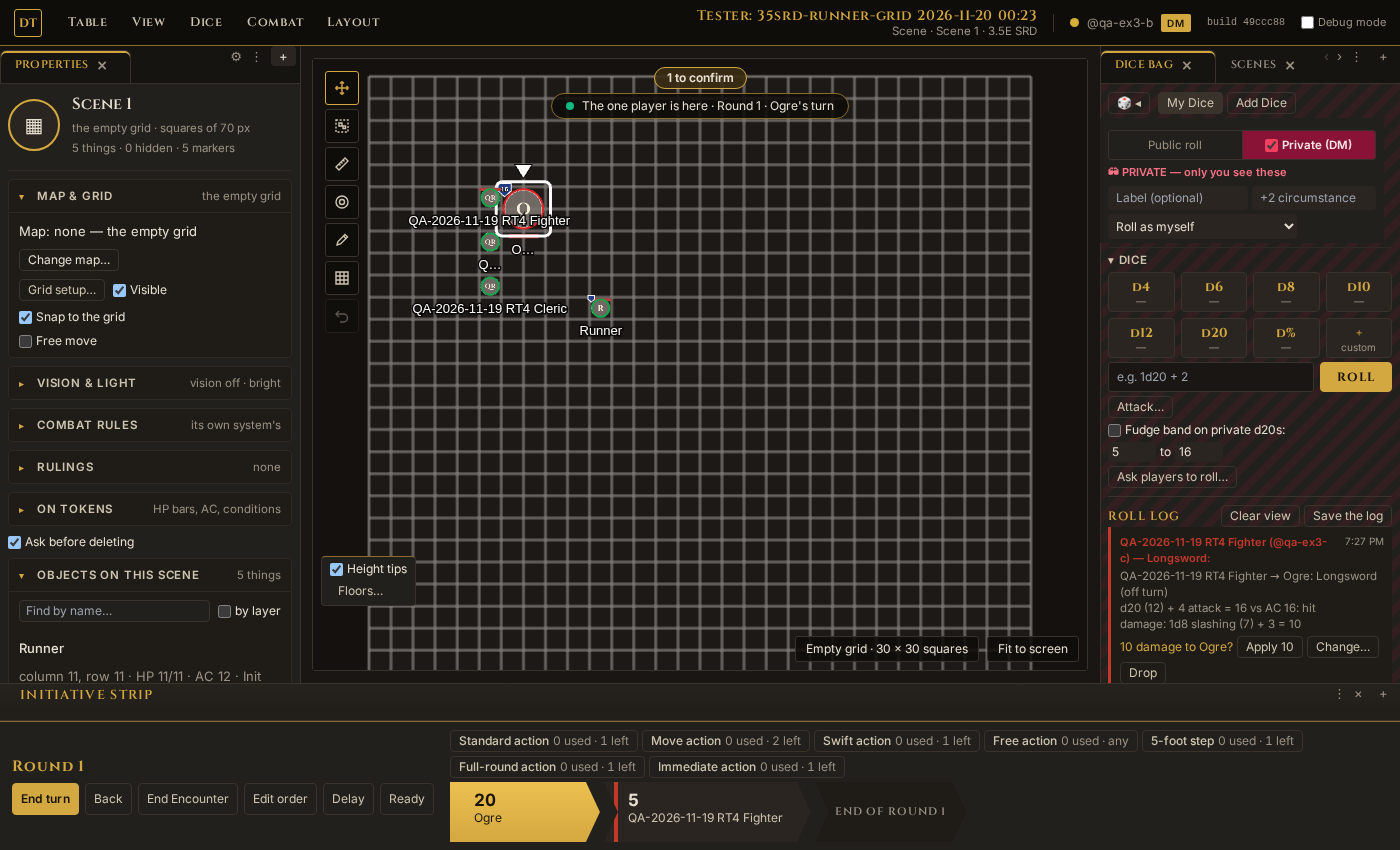 DT TABLE VIEW DICE COMBAT LAYOUT
TESTER: 35SRD-RUNNER-GRID 2026-11-20 00:23
Scene · Scene 1 · 3.5E SRD
@qa-ex3-b DM build 49ccc88 Debug mode
PROPERTIES
SCENE 1
the empty grid · squares of 70 px
5 things · 0 hidden · 5 markers
MAP & GRID the empty grid
Map: none — the empty grid
Change map...
Grid setup... Visible
Snap to the grid
Free move
VISION & LIGHT vision off · bright
COMBAT RULES its own system's
RULINGS none
ON TOKENS HP bars, AC, conditions
Ask before deleting
OBJECTS ON THIS SCENE 5 things
Find by name... by layer
Runner
column 11, row 11 · HP 11/11 · AC 12 · Init
1 to confirm
The one player is here · Round 1 · Ogre's turn
QR 16 O
QA-2026-11-19 RT4 Fighter
QR O...
Q...
QR
QA-2026-11-19 RT4 Cleric
R
Runner
Height tips
Floors...
Empty grid · 30 × 30 squares Fit to screen
DICE BAG SCENES
My Dice Add Dice
Public roll Private (DM)
PRIVATE — only you see these
Label (optional) +2 circumstance
Roll as myself
DICE
D4 D6 D8 D10
— — — —
D12 D20 D% +
— — — custom
e.g. 1d20 + 2 ROLL
Attack...
Fudge band on private d20s:
5 to 16
Ask players to roll...
ROLL LOG Clear view Save the log
QA-2026-11-19 RT4 Fighter (@qa-ex3- 7:27 PM
c) — Longsword:
QA-2026-11-19 RT4 Fighter → Ogre: Longsword
(off turn)
d20 (12) + 4 attack = 16 vs AC 16: hit
damage: 1d8 slashing (7) + 3 = 10
10 damage to Ogre? Apply 10 Change...
Drop
INITIATIVE STRIP
ROUND 1
End turn Back End Encounter Edit order Delay Ready
Standard action 0 used · 1 left Move action 0 used · 2 left Swift action 0 used · 1 left Free action 0 used · any 5-foot step 0 used · 1 left
Full-round action 0 used · 1 left Immediate action 0 used · 1 left
20
Ogre
5
QA-2026-11-19 RT4 Fighter
END OF ROUND 1